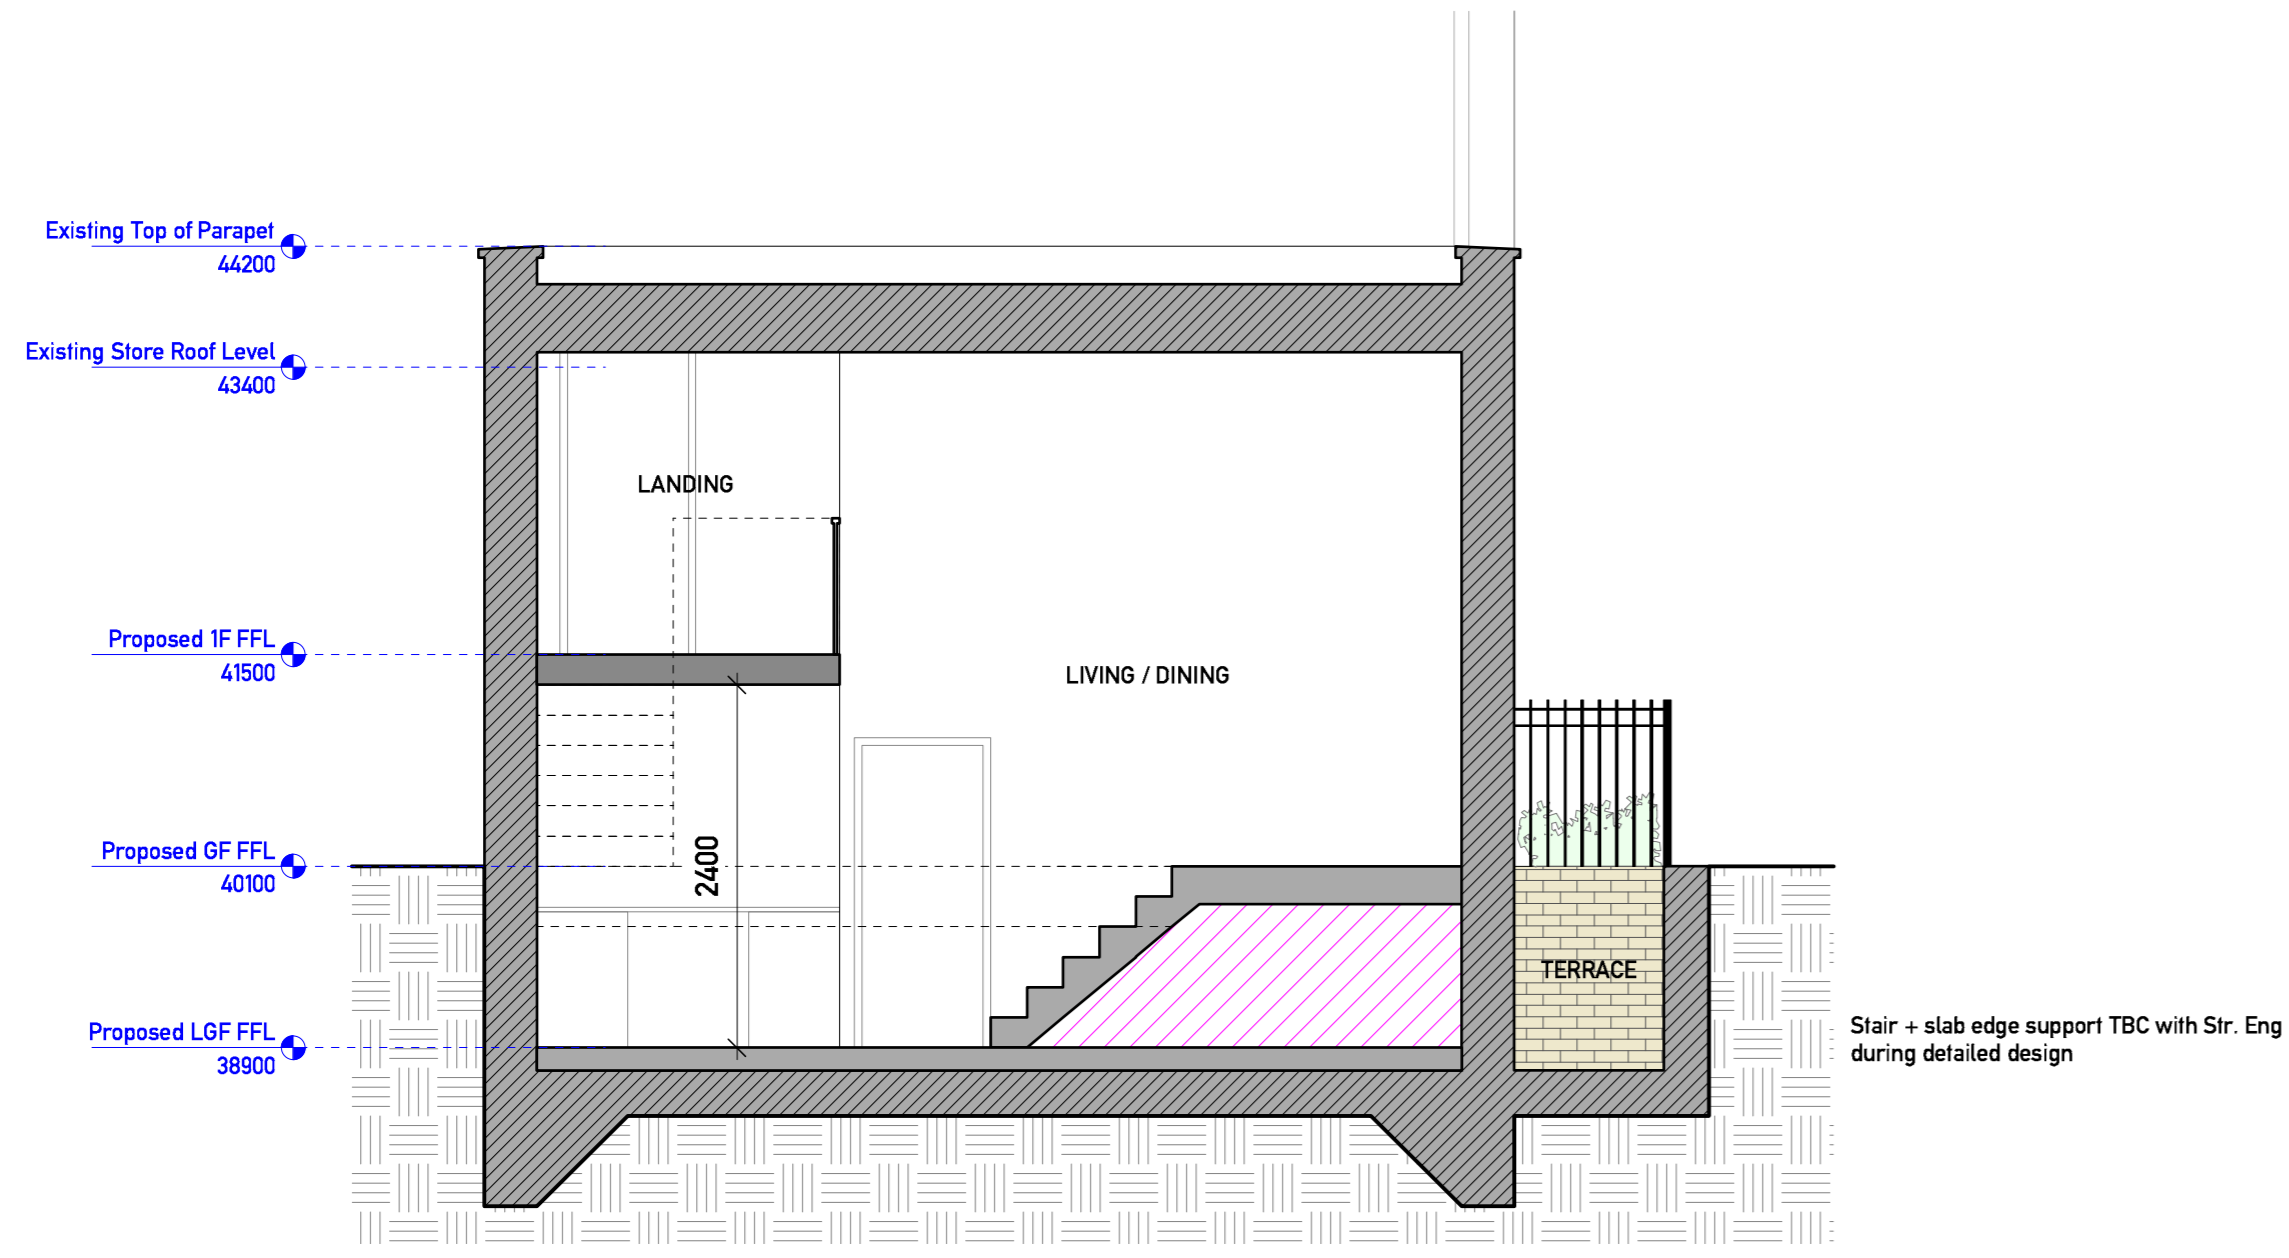 Existing Top of Parapet
44200
Existing Store Roof Level
43400
LANDING
Proposed 1F FFL
41500
LIVING / DINING
2400
Proposed GF FFL
40100
TERRACE
Proposed LGF FFL
38900
Stair + slab edge support TBC with Str. Eng
during detailed design